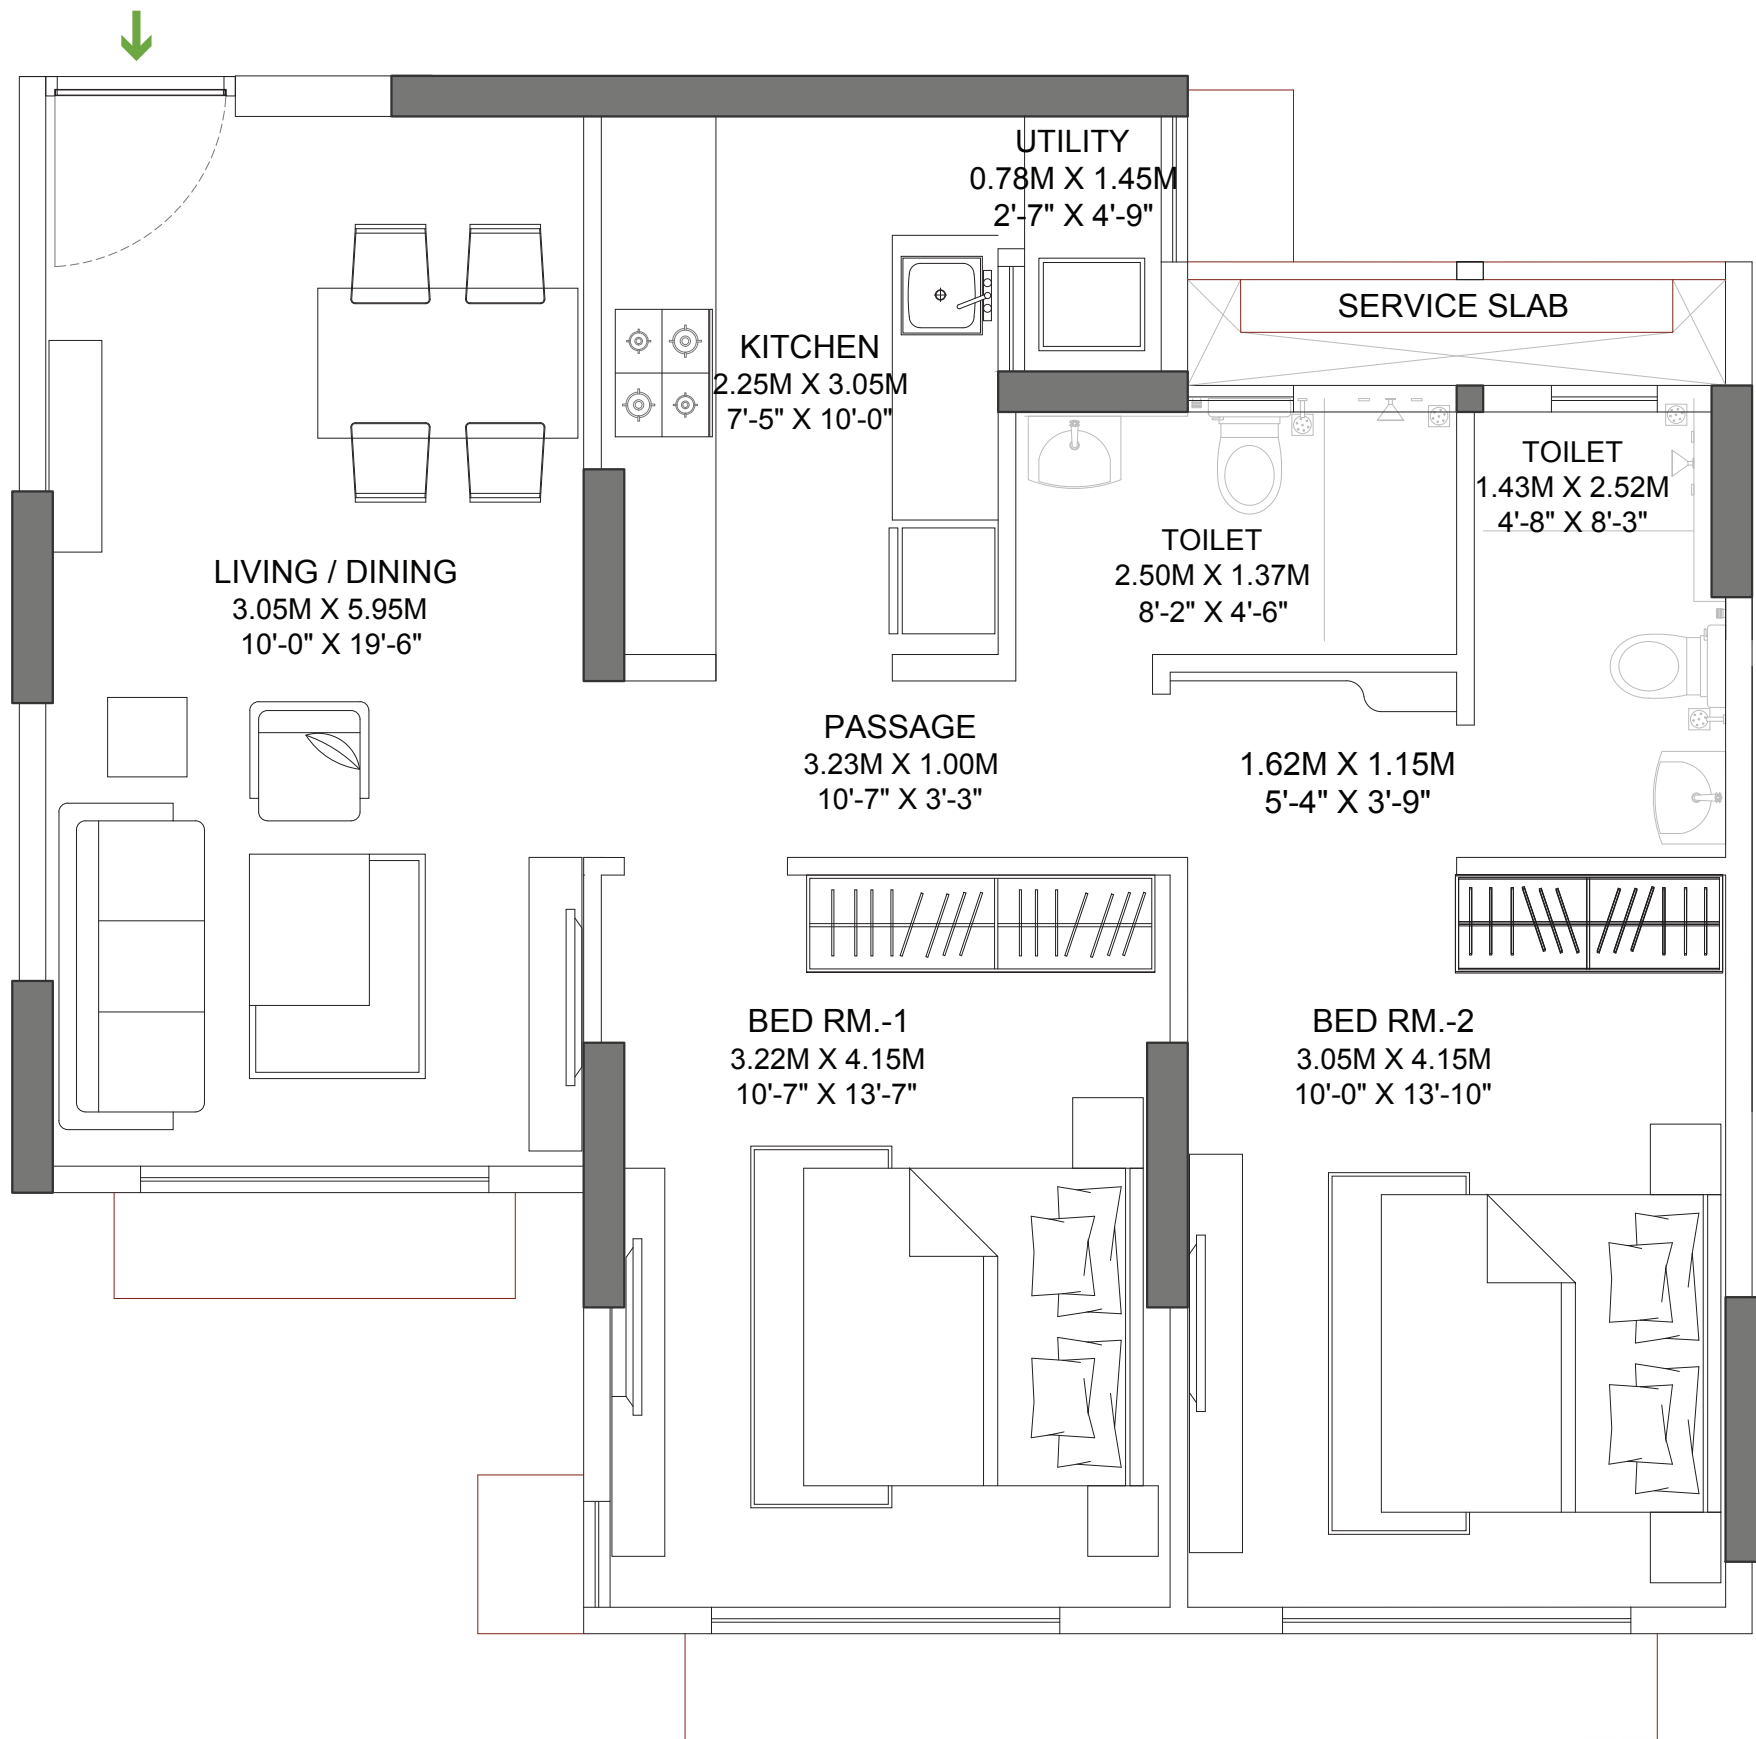 UTILITY
0.78M X 1.45M
2'-7" X 4'-9"
SERVICE SLAB
KITCHEN
2.25M X 3.05M
7'-5" X 10'-0"
TOILET
1.43M X 2.52M
4'-8" X 8'-3"
TOILET
2.50M X 1.37M
8'-2" X 4'-6"
LIVING / DINING
3.05M X 5.95M
10'-0" X 19'-6"
PASSAGE
3.23M X 1.00M
10'-7" X 3'-3"
1.62M X 1.15M
5'-4" X 3'-9"
BED RM.-1
3.22M X 4.15M
10'-7" X 13'-7"
BED RM.-2
3.05M X 4.15M
10'-0" X 13'-10"